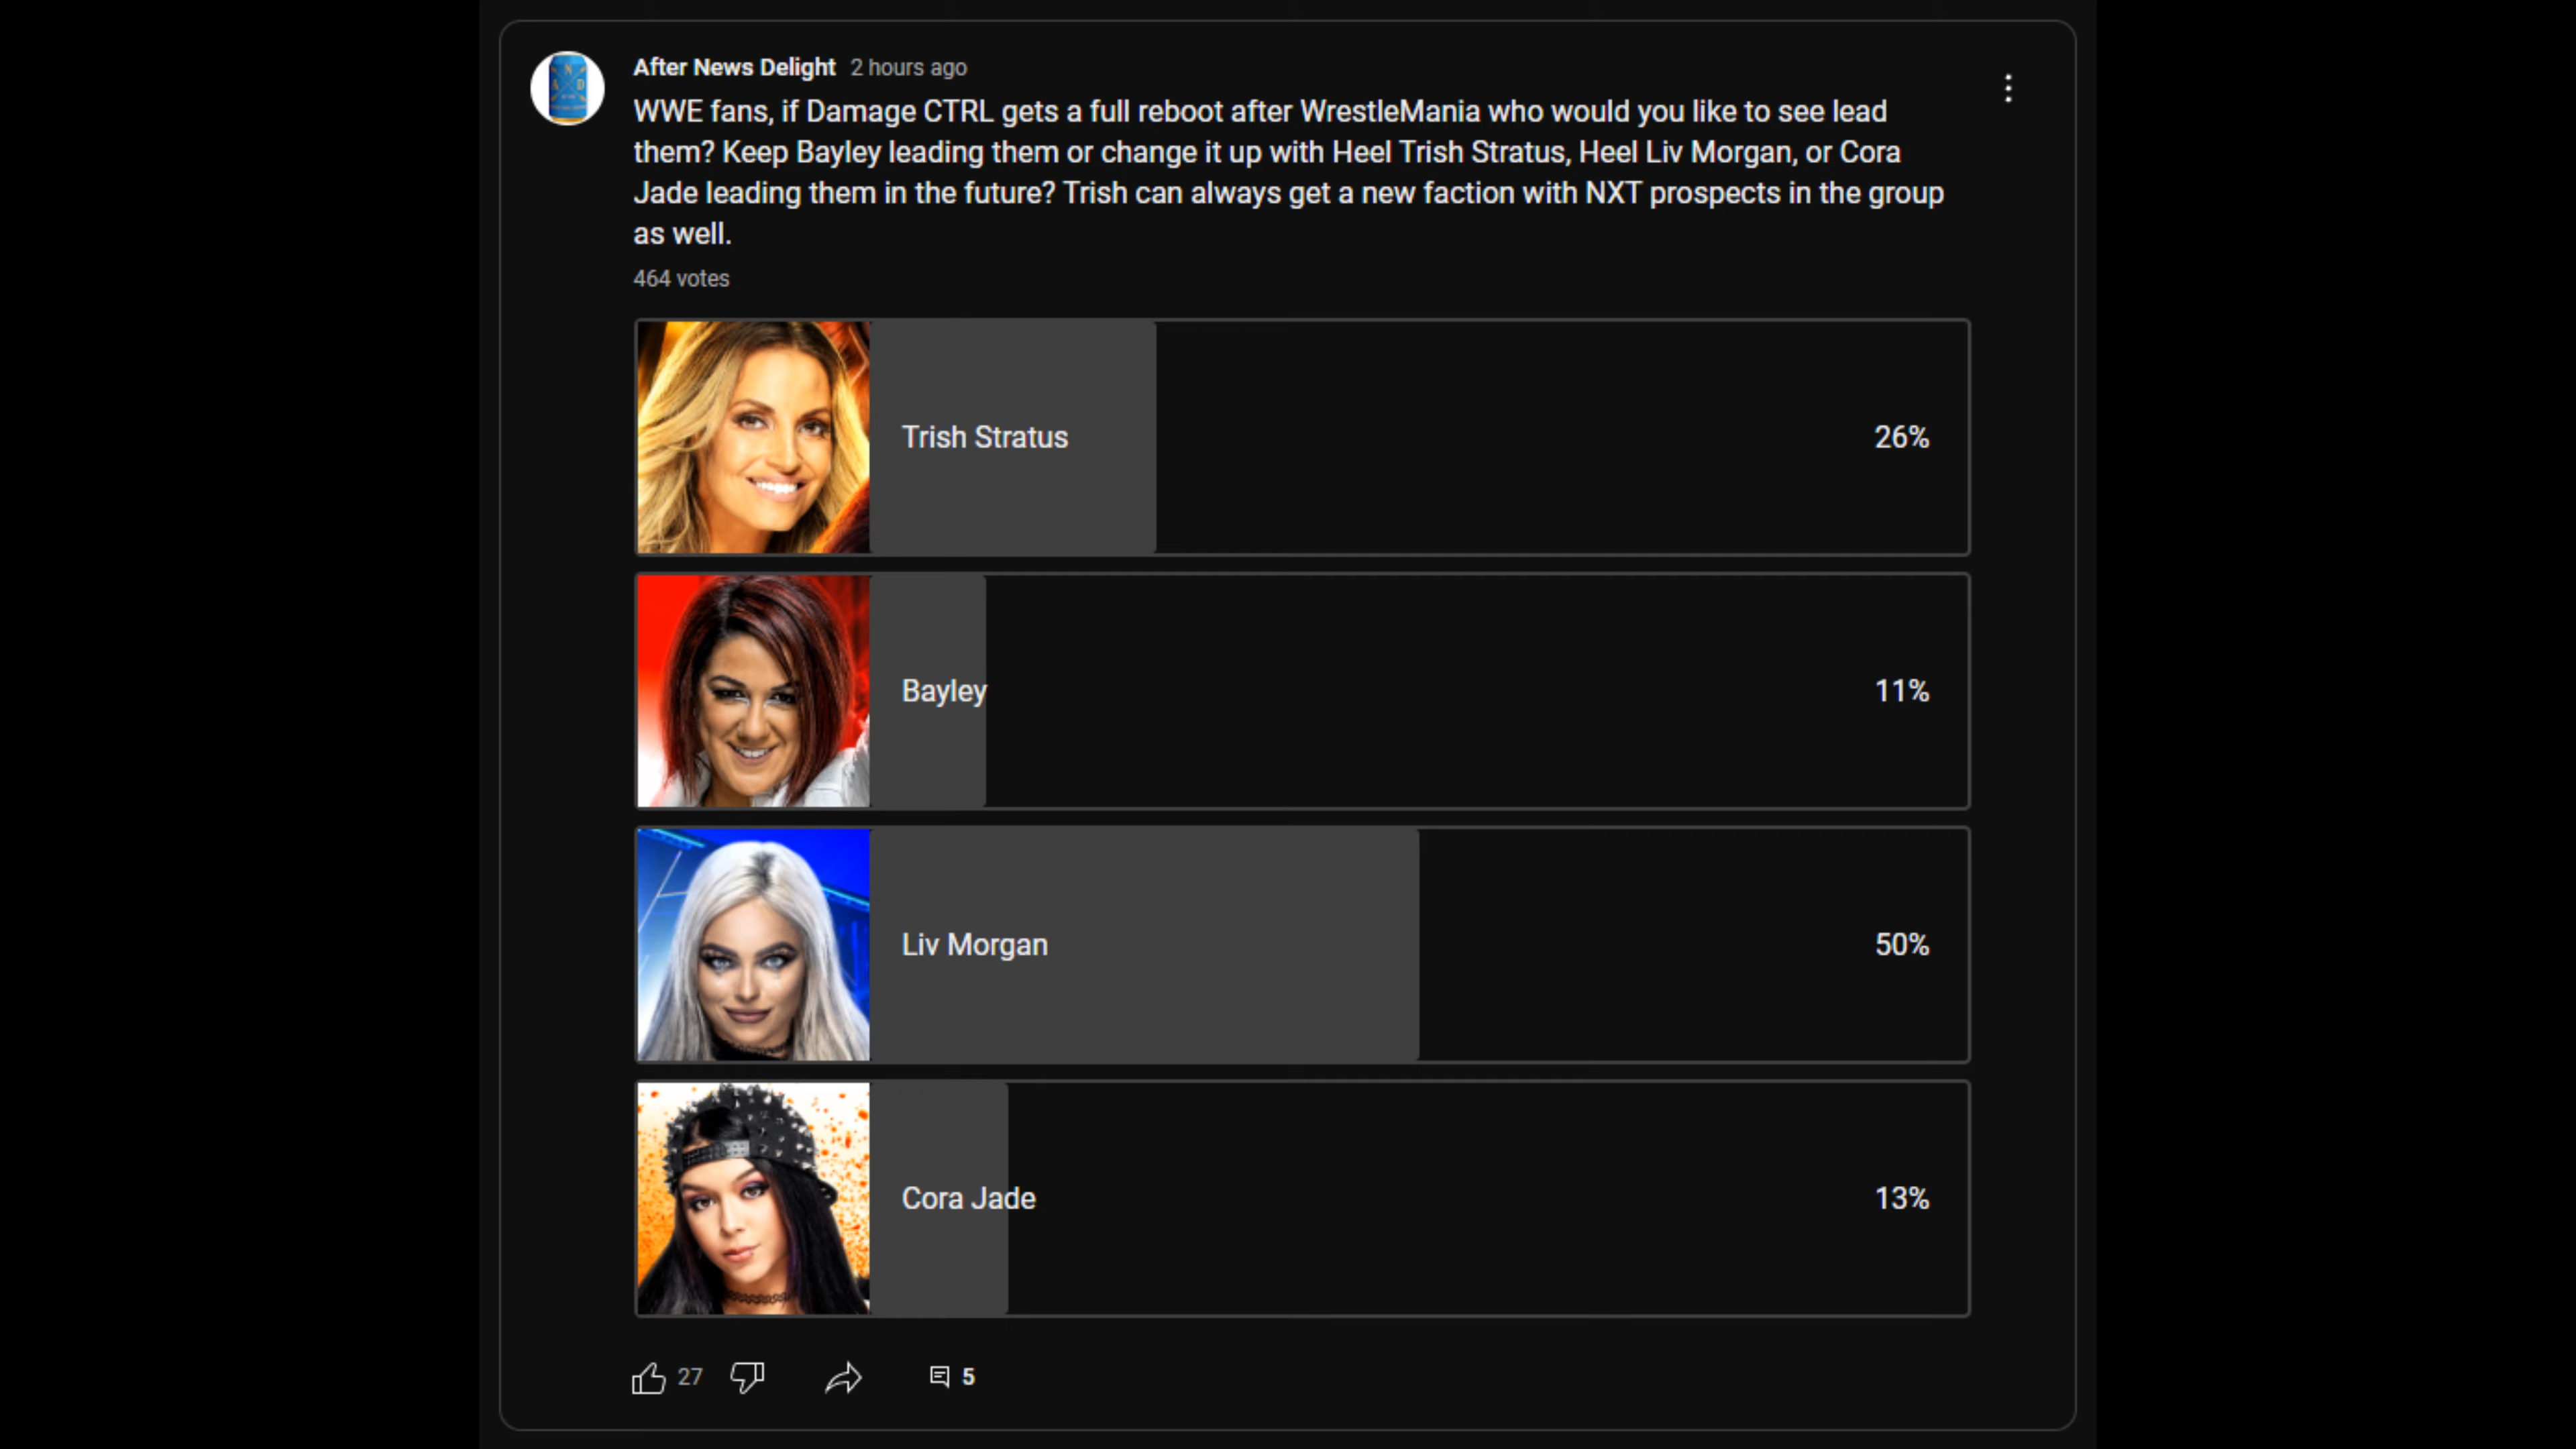 After News Delight 2 hours ago
WWE fans, if Damage CTRL gets a full reboot after WrestleMania who would you like to see lead
them? Keep Bayley leading them or change it up with Heel Trish Stratus, Heel Liv Morgan, or Cora
Jade leading them in the future? Trish can always get a new faction with NXT prospects in the group
as well.
464 votes
Trish Stratus 26%
Bayley 11%
Liv Morgan 50%
Cora Jade 13%
27 5